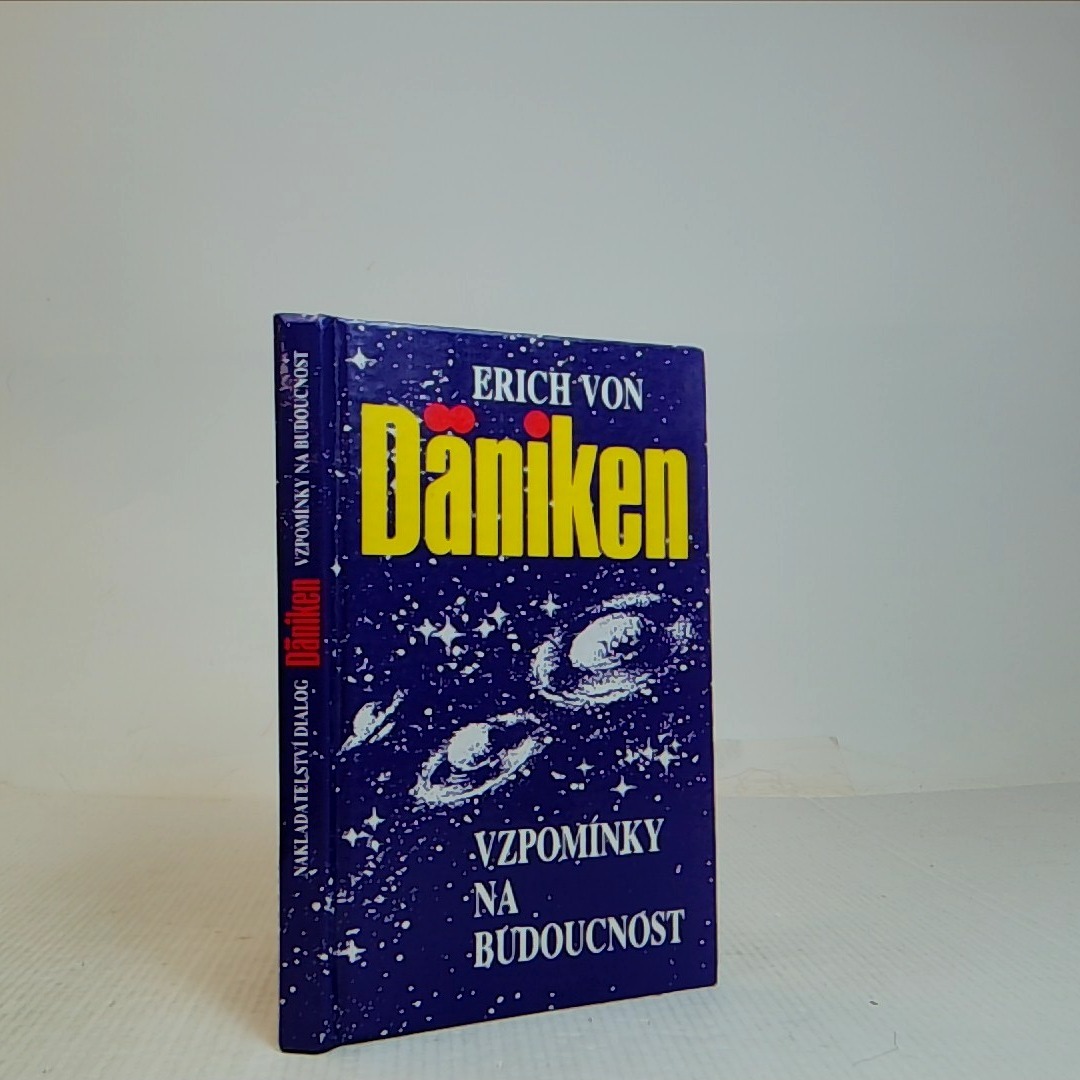 ERICH VON
Däniken
VZPOMÍNKY
NA
BUDOUCNOST
NAKLADATELSTVÍ DIALOG Däniken VZPOMÍNKY NA BUDOUCNOST